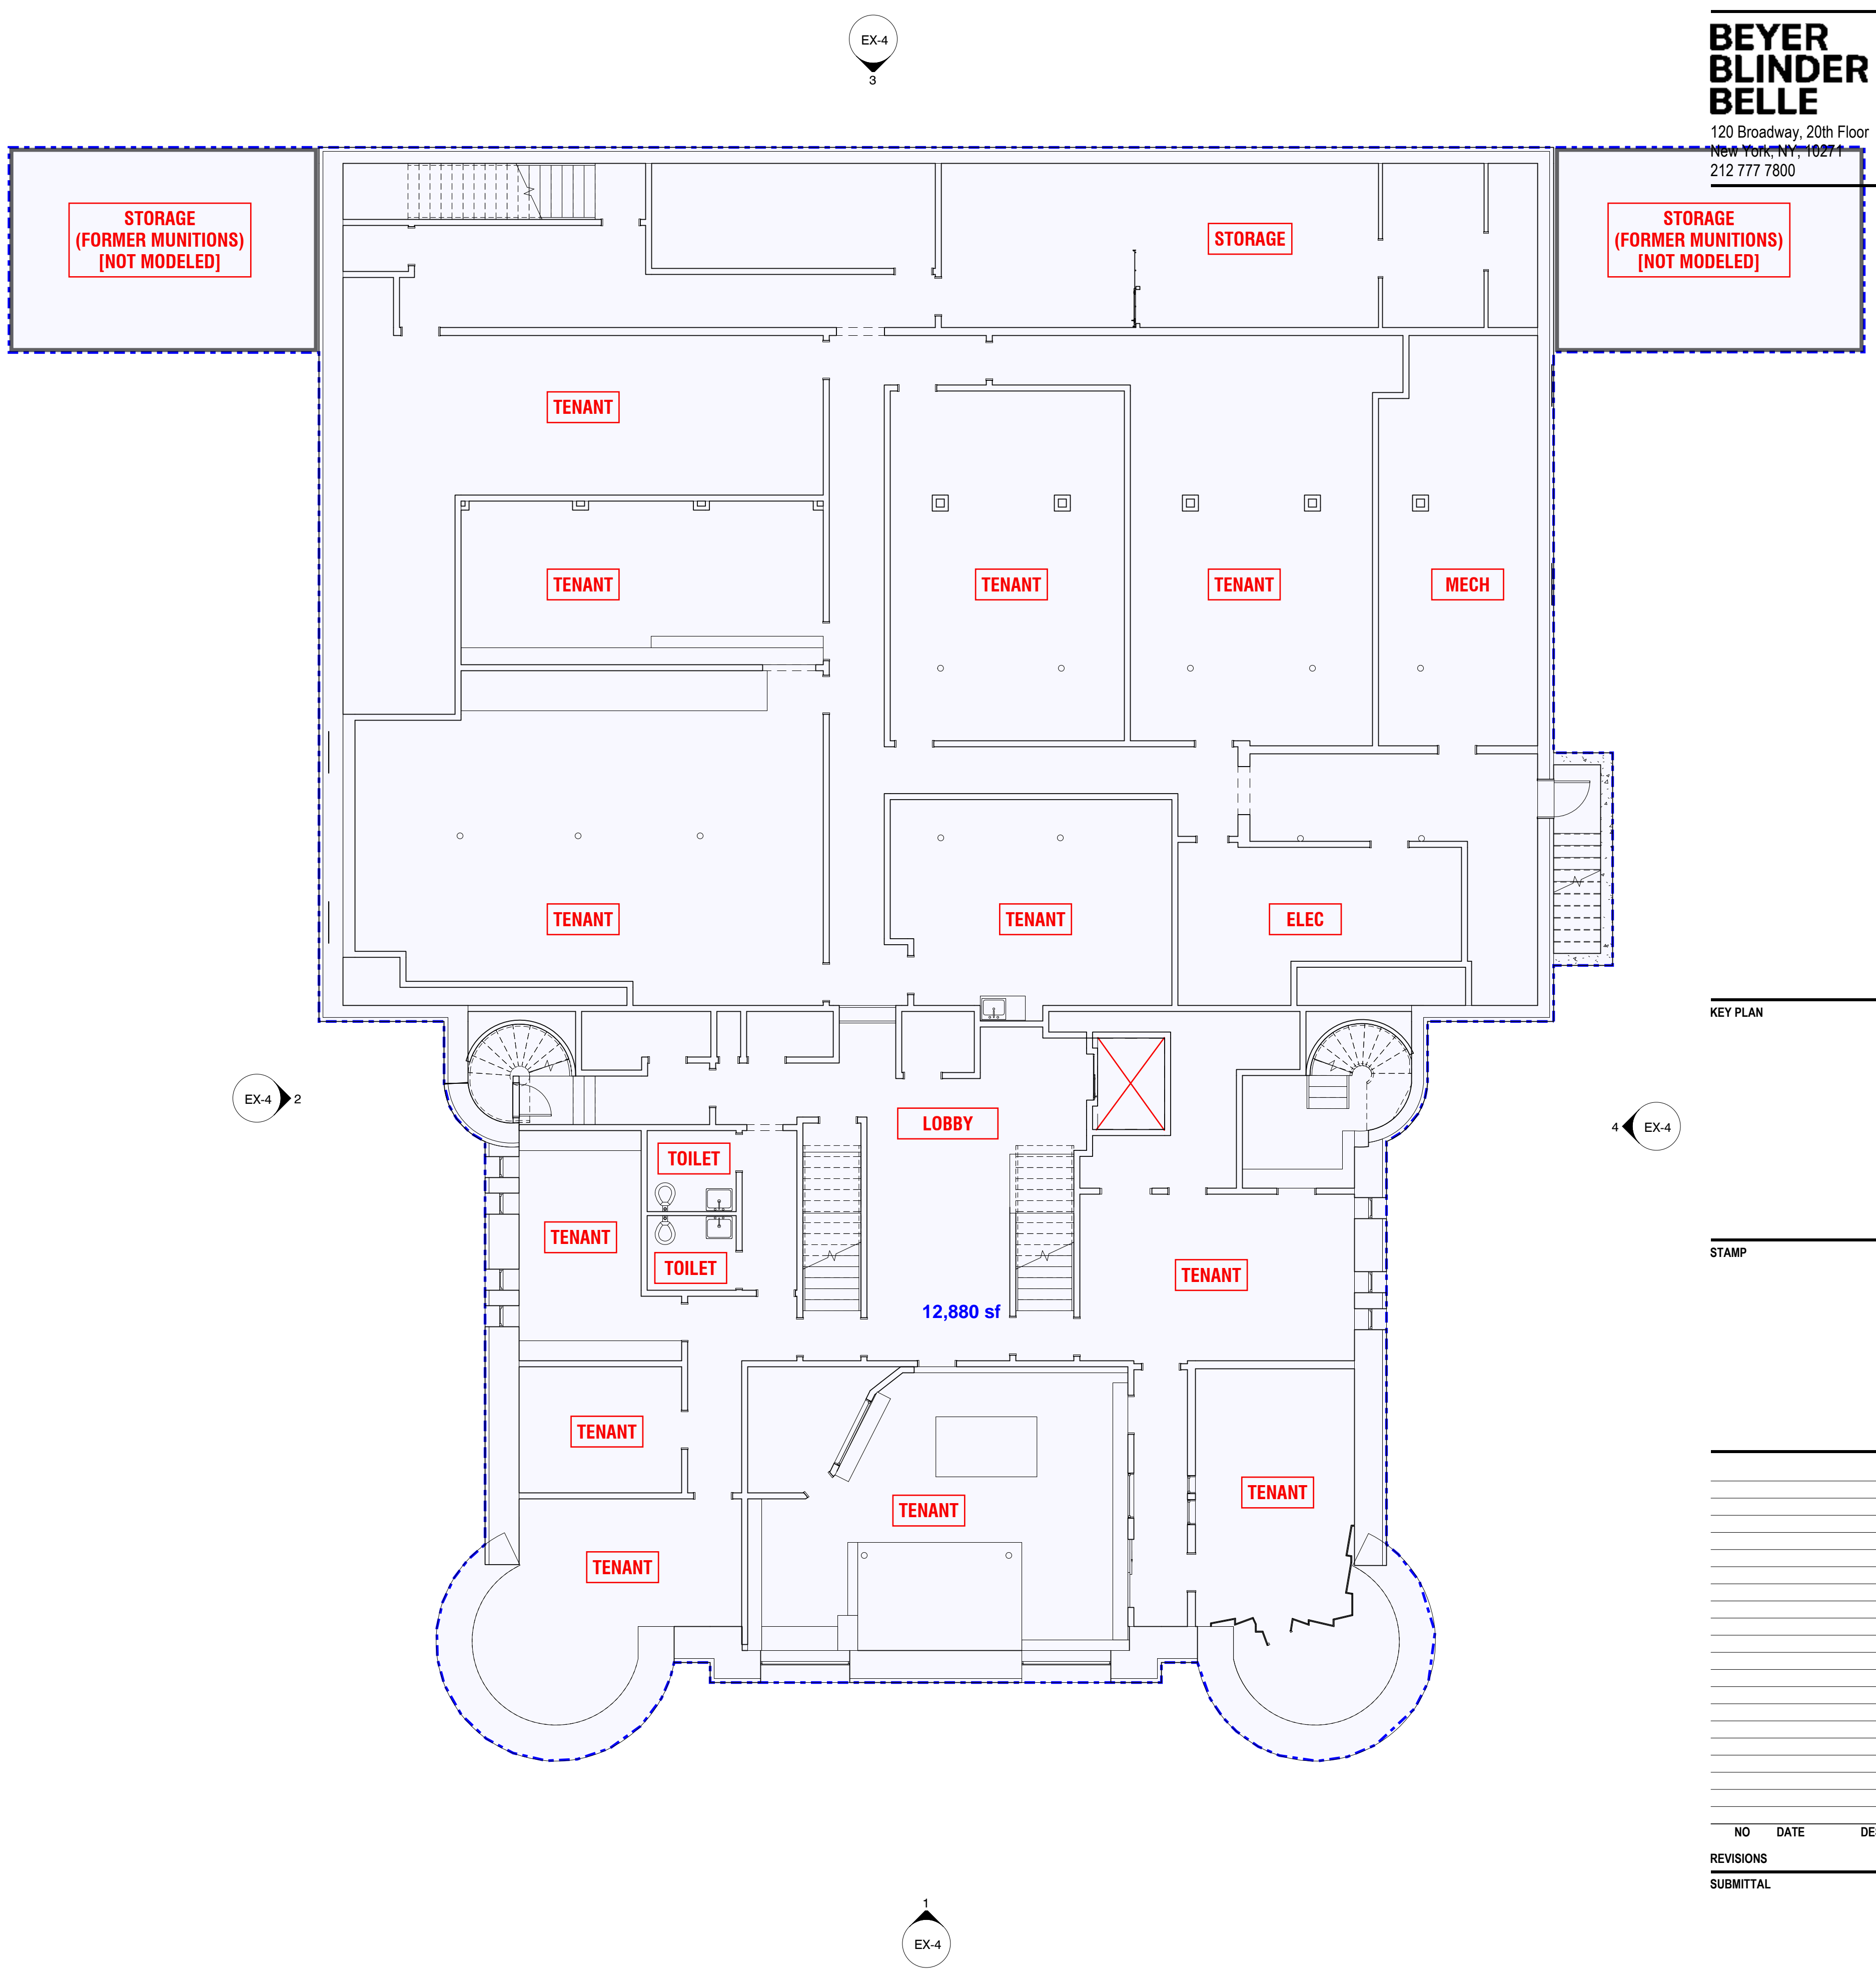 EX-4
3
BEYER
BLINDER
BELLE
120 Broadway, 20th Floor
New York, NY, 10271
212 777 7800
STORAGE
(FORMER MUNITIONS)
[NOT MODELED]
STORAGE
STORAGE
(FORMER MUNITIONS)
[NOT MODELED]
TENANT
TENANT
TENANT
TENANT
MECH
TENANT
TENANT
ELEC
KEY PLAN
EX-4
2
LOBBY
4
EX-4
TOILET
TENANT
TOILET
TENANT
STAMP
12,880 sf
TENANT
TENANT
TENANT
TENANT
NO DATE DE
REVISIONS
SUBMITTAL
1
EX-4